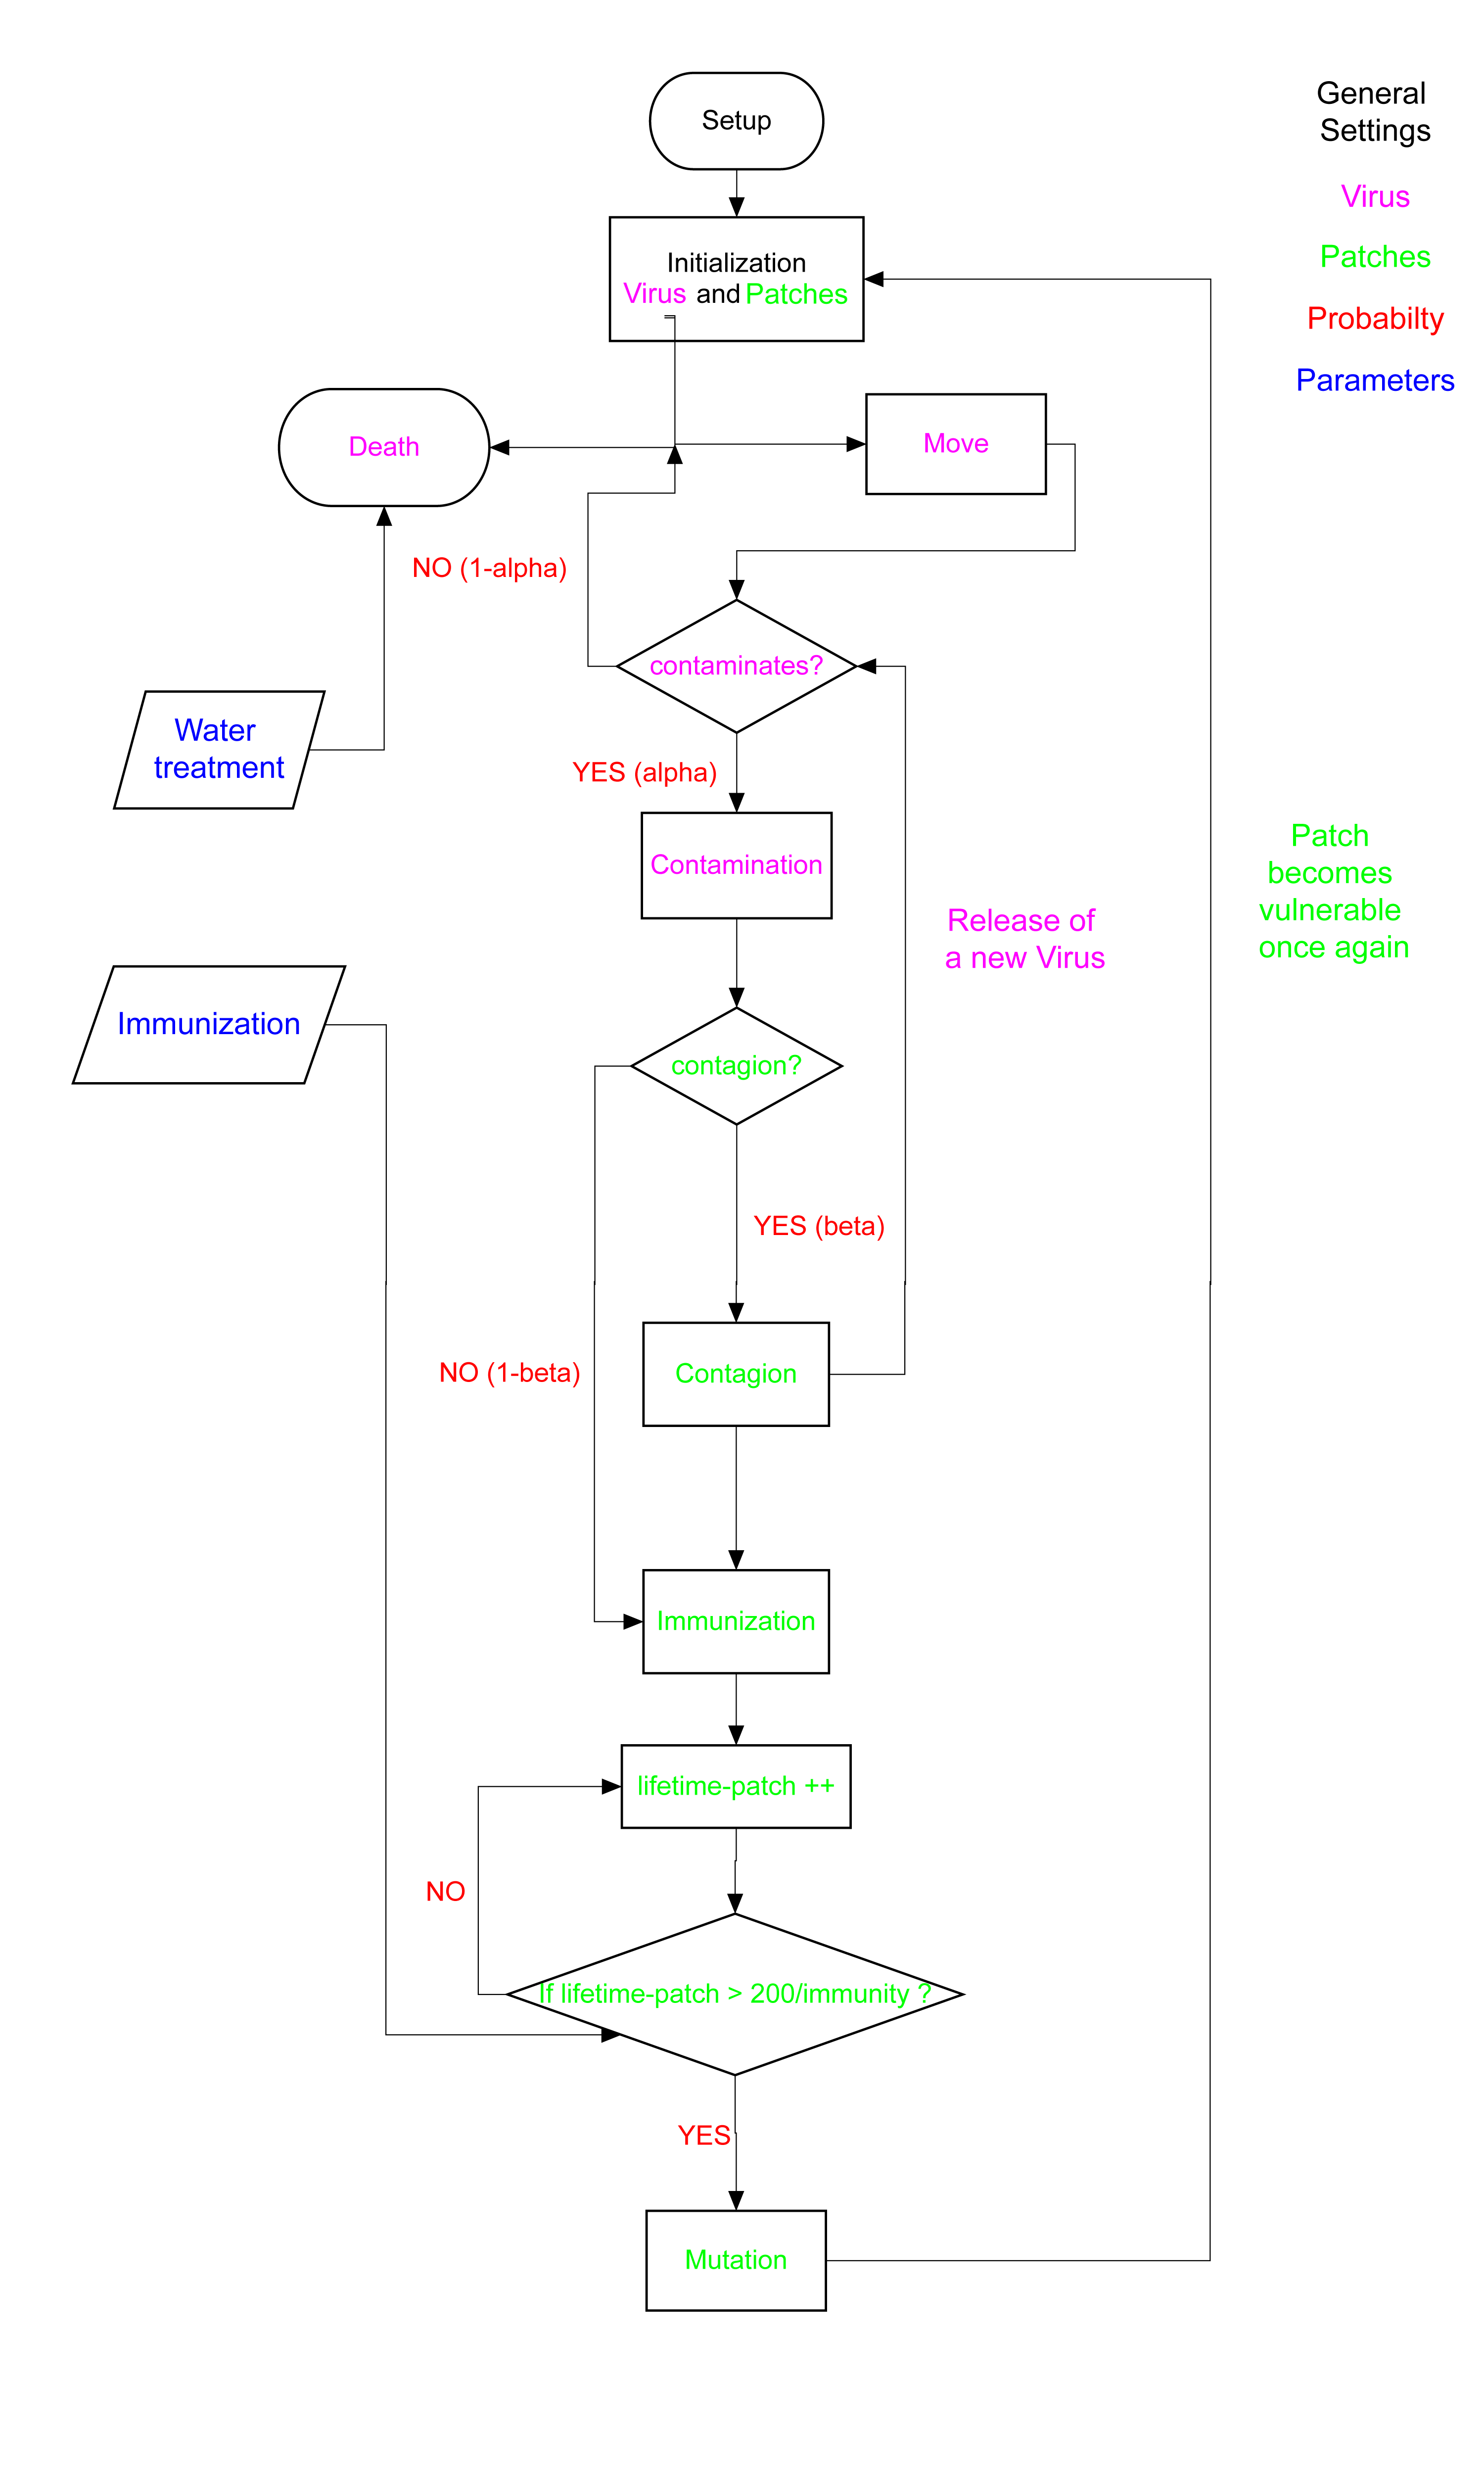 Setup
General
Settings
Virus
Patches
Probabilty
Parameters
Initialization
Virus and Patches
Death
Move
NO (1-alpha)
contaminates?
Water
treatment
YES (alpha)
Contamination
Release of
a new Virus
Patch
becomes
vulnerable
once again
Immunization
contagion?
YES (beta)
NO (1-beta)
Contagion
Immunization
lifetime-patch ++
NO
If lifetime-patch > 200/immunity ?
YES
Mutation